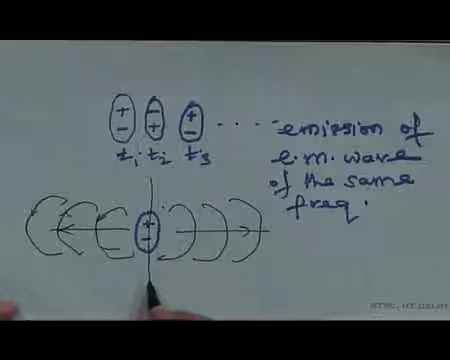 + - +
- + -
t₁ t₂ t₃ ....
emission of
e.m. wave
of the same
freq.
+
-